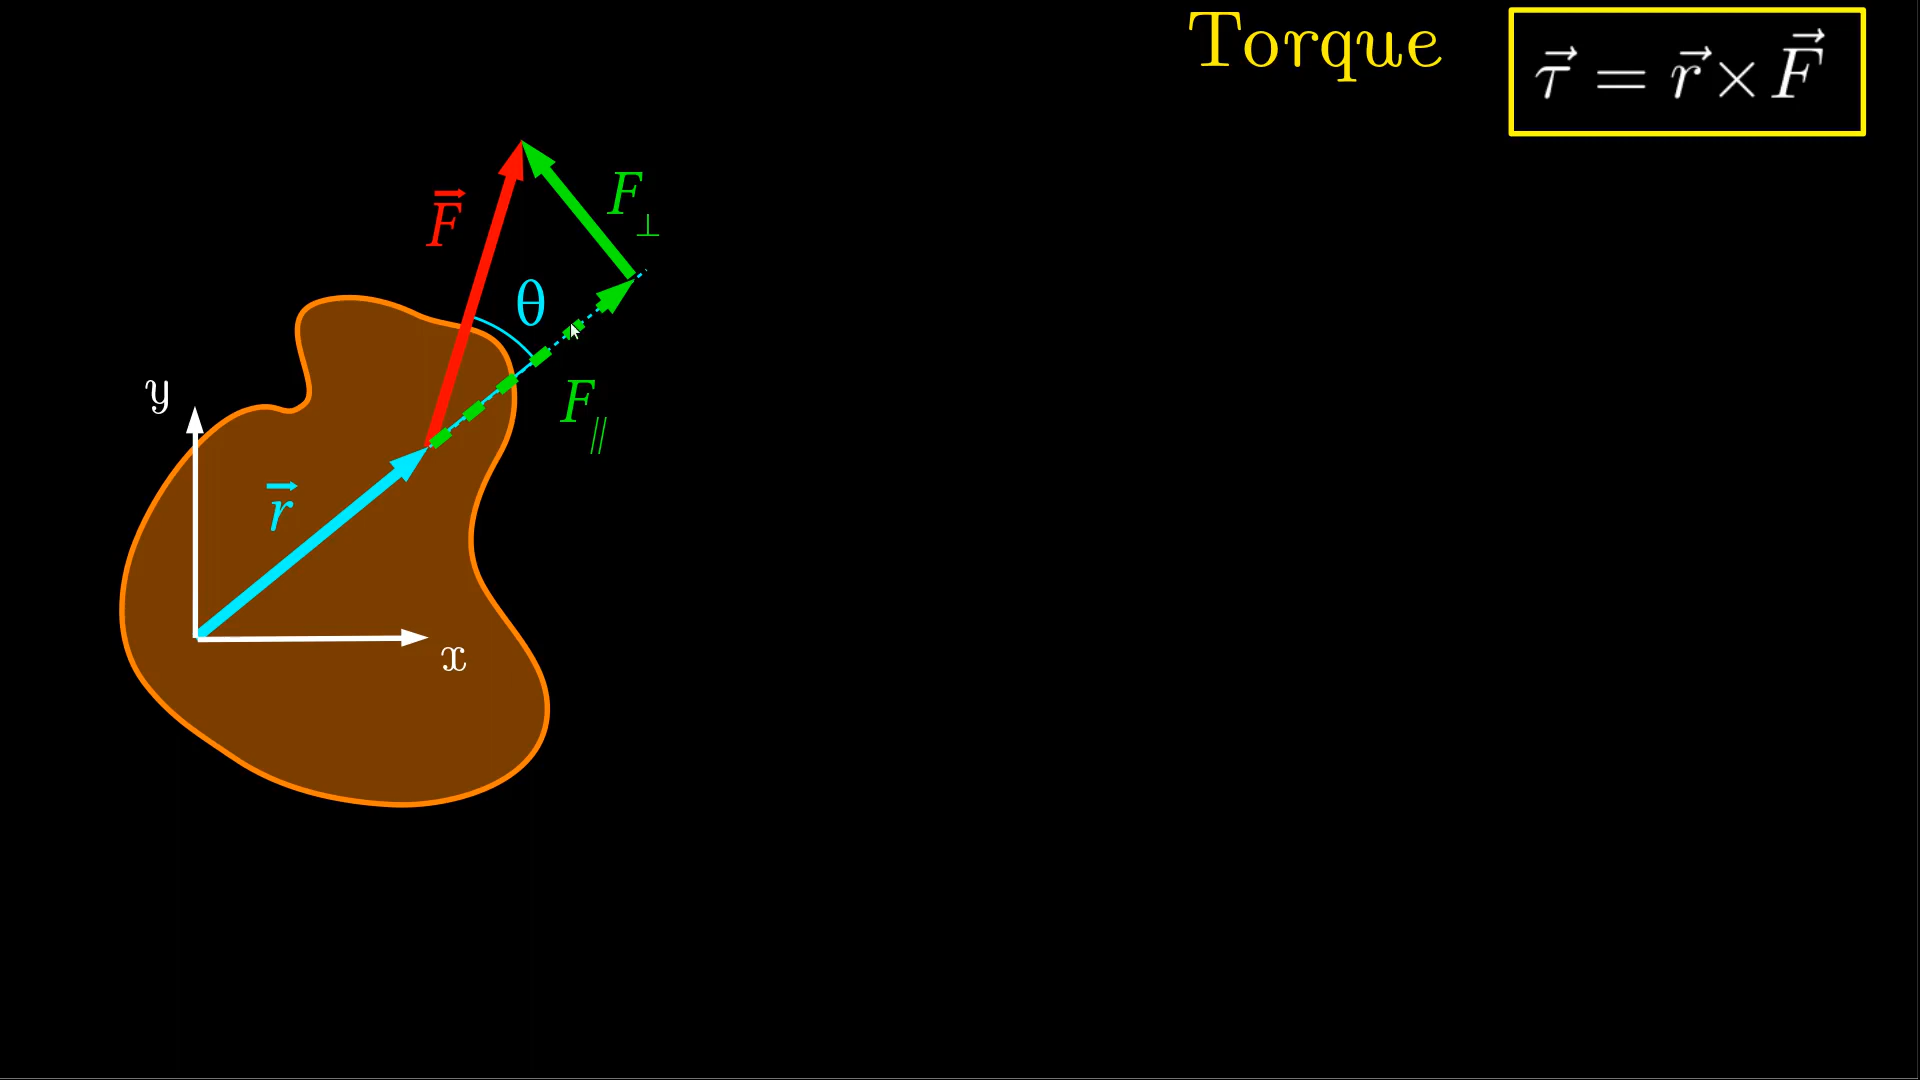 Torque
τ⃗ = r⃗ × F⃗
F⃗
F⊥
θ
F∥
y
r⃗
x